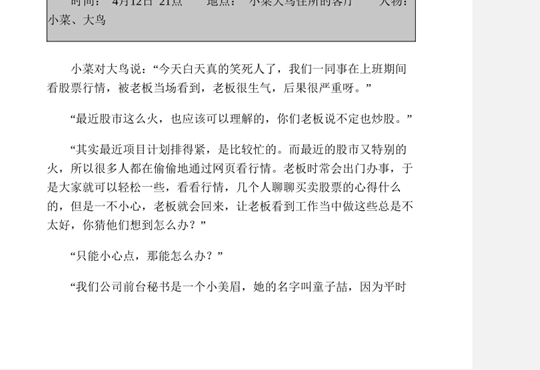 时间： 4月12日 21点 地点： 小菜大鸟住所的客厅 人物：
小菜、大鸟
小菜对大鸟说：“今天白天真的笑死人了，我们一同事在上班期间
看股票行情，被老板当场看到，老板很生气，后果很严重呀。”
“最近股市这么火，也应该可以理解的，你们老板说不定也炒股。”
“其实最近项目计划排得紧，是比较忙的。而最近的股市又特别的
火，所以很多人都在偷偷地通过网页看行情。老板时常会出门办事，于
是大家就可以轻松一些，看看行情，几个人聊聊买卖股票的心得什么
的，但是一不小心，老板就会回来，让老板看到工作当中做这些总是不
太好，你猜他们想到怎么办？”
“只能小心点，那能怎么办？”
“我们公司前台秘书是一个小美眉，她的名字叫童子喆，因为平时